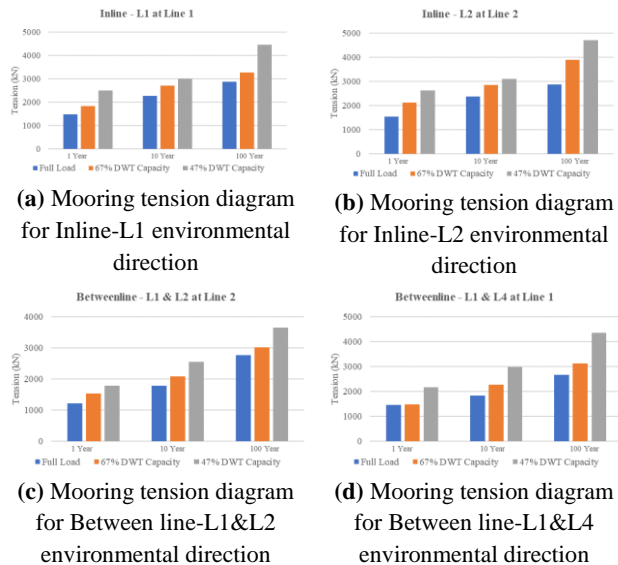 Inline - L1 at Line 1
Tension (kN)
5000
4000
3000
2000
1000
0
1 Year
10 Year
100 Year
Full Load
67% DWT Capacity
47% DWT Capacity
(a) Mooring tension diagram
for Inline-L1 environmental
direction
Inline - L2 at Line 2
Tension (kN)
5000
4000
3000
2000
1000
0
1 Year
10 Year
100 Year
Full Load
67% DWT Capacity
47% DWT Capacity
(b) Mooring tension diagram
for Inline-L2 environmental
direction
Betweenline - L1 & L2 at Line 2
Tension (kN)
4000
3000
2000
1000
0
1 Year
10 Year
100 Year
Full Load
67% DWT Capacity
47% DWT Capacity
(c) Mooring tension diagram
for Between line-L1&L2
environmental direction
Betweenline - L1 & L4 at Line 1
Tension (kN)
5000
4000
3000
2000
1000
0
1 Year
10 Year
100 Year
Full Load
67% DWT Capacity
47% DWT Capacity
(d) Mooring tension diagram
for Between line-L1&L4
environmental direction